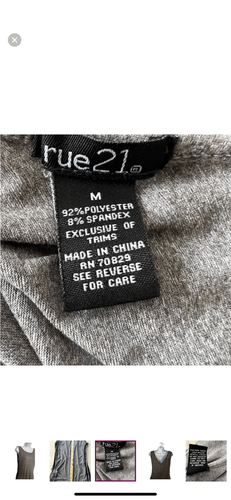 rue21
M
92%POLYESTER
8% SPANDEX
EXCLUSIVE OF
TRIMS
MADE IN CHINA
RN 70829
SEE REVERSE
FOR CARE